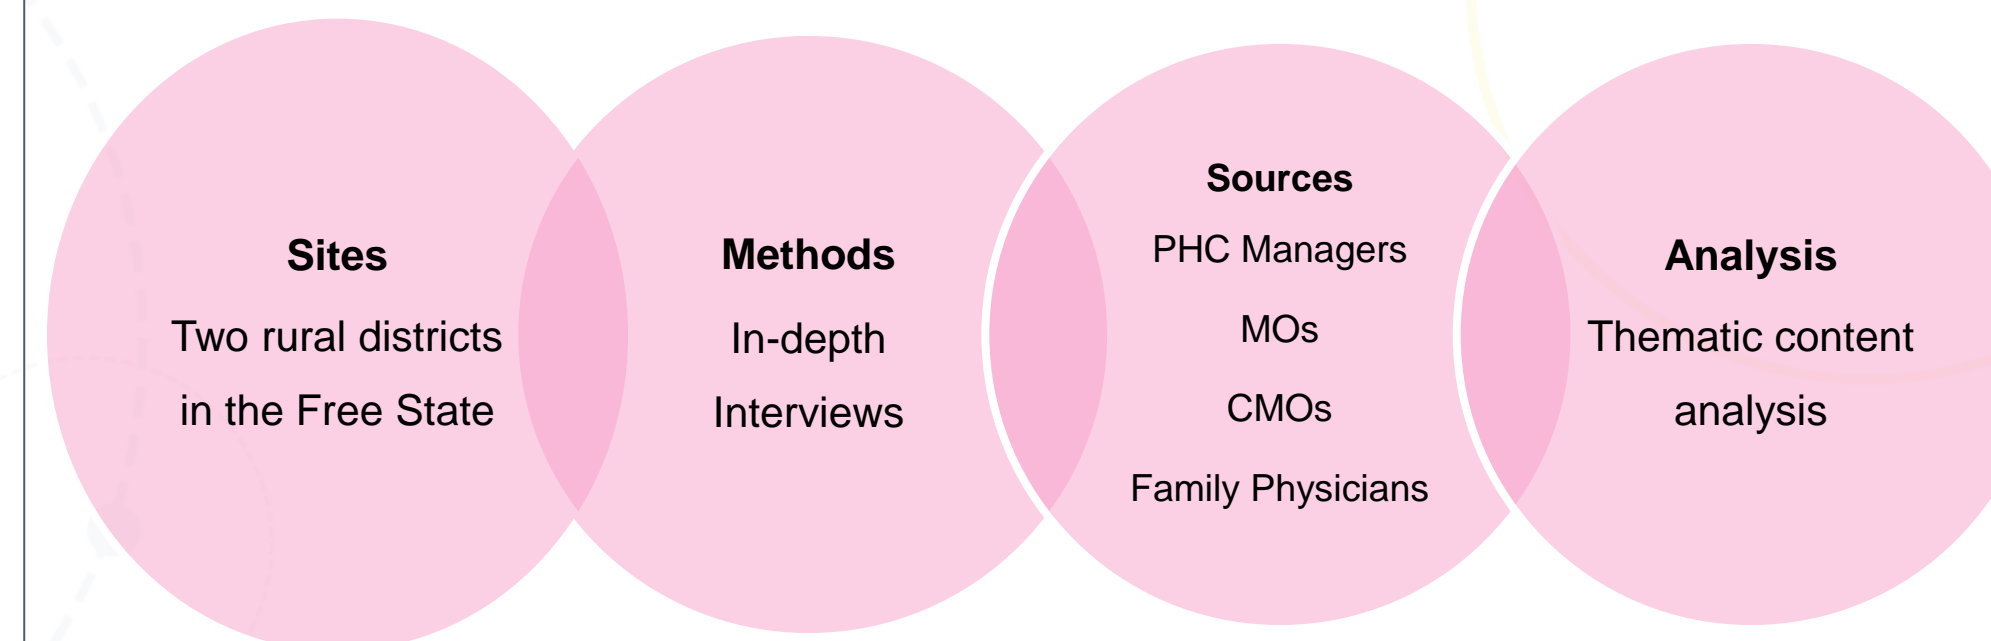 Sites
Two rural districts
in the Free State
Methods
In-depth
Interviews
Sources
PHC Managers
MOs
CMOs
Family Physicians
Analysis
Thematic content
analysis